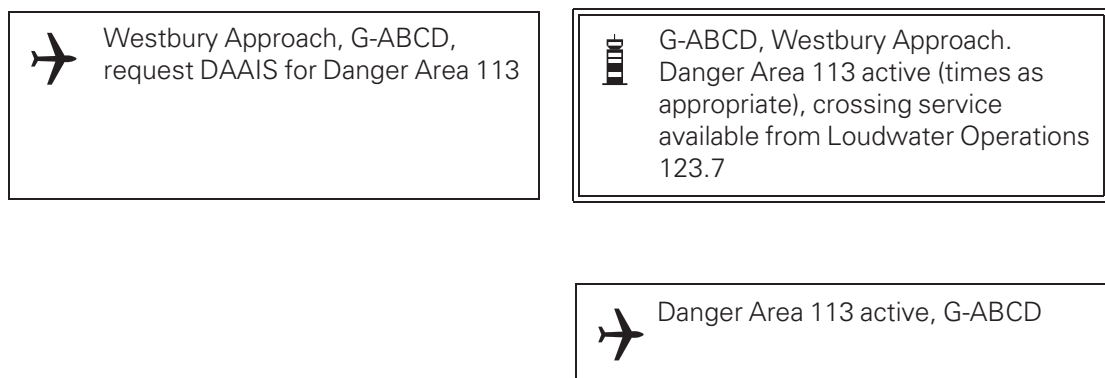 Westbury Approach, G-ABCD,
request DAAIS for Danger Area 113
G-ABCD, Westbury Approach.
Danger Area 113 active (times as
appropriate), crossing service
available from Loudwater Operations
123.7
Danger Area 113 active, G-ABCD